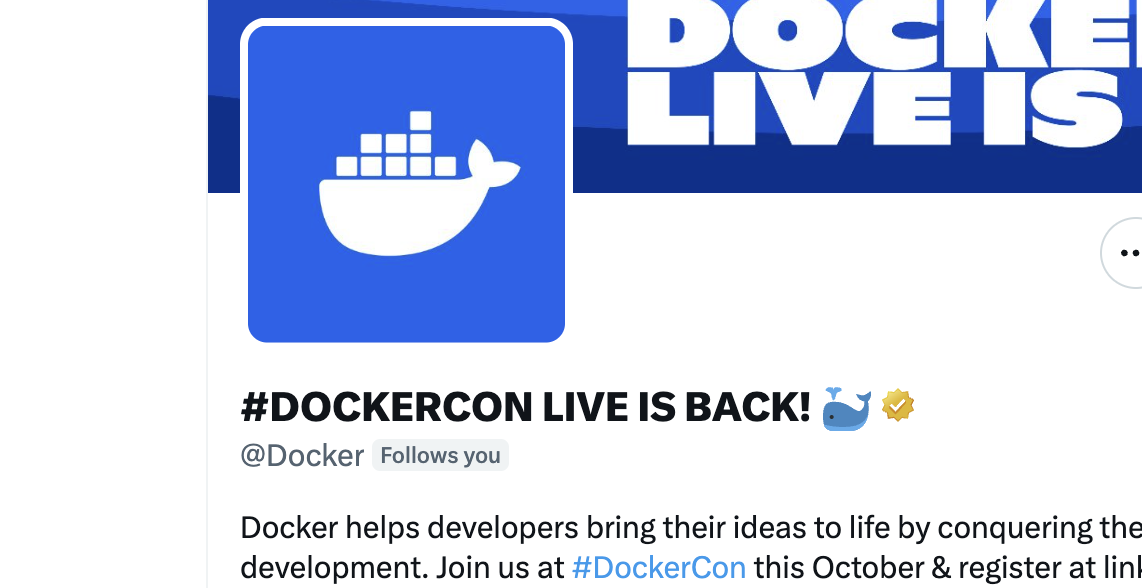 DOCKE
LIVE IS
#DOCKERCON LIVE IS BACK! 🐳
@Docker Follows you
Docker helps developers bring their ideas to life by conquering the
development. Join us at #DockerCon this October & register at lin